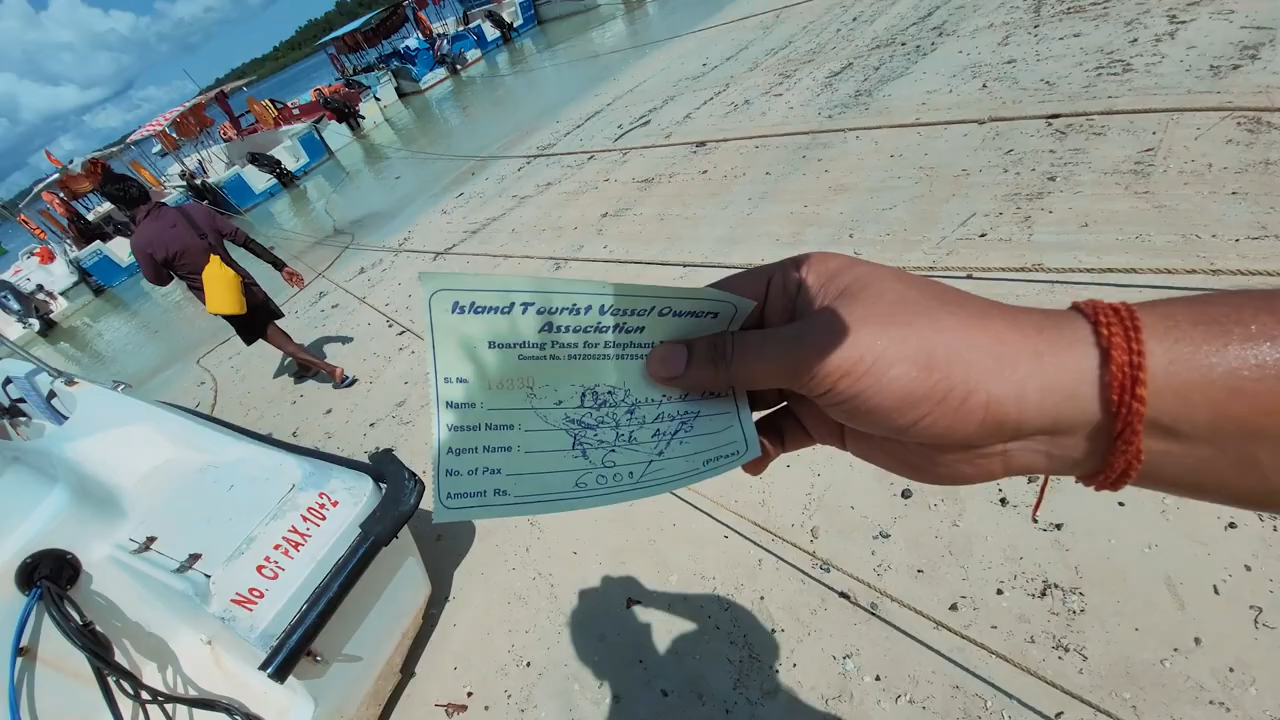 Island Tourist Vessel Owners
Association
Boarding Pass for Elephant
Contact No.: 947206235/9679541
Sl. No. 13330
Name :
Vessel Name :
Agent Name :
No. of Pax 6 (P/Pax)
Amount Rs. 6000/
No. OF PAX-10+2